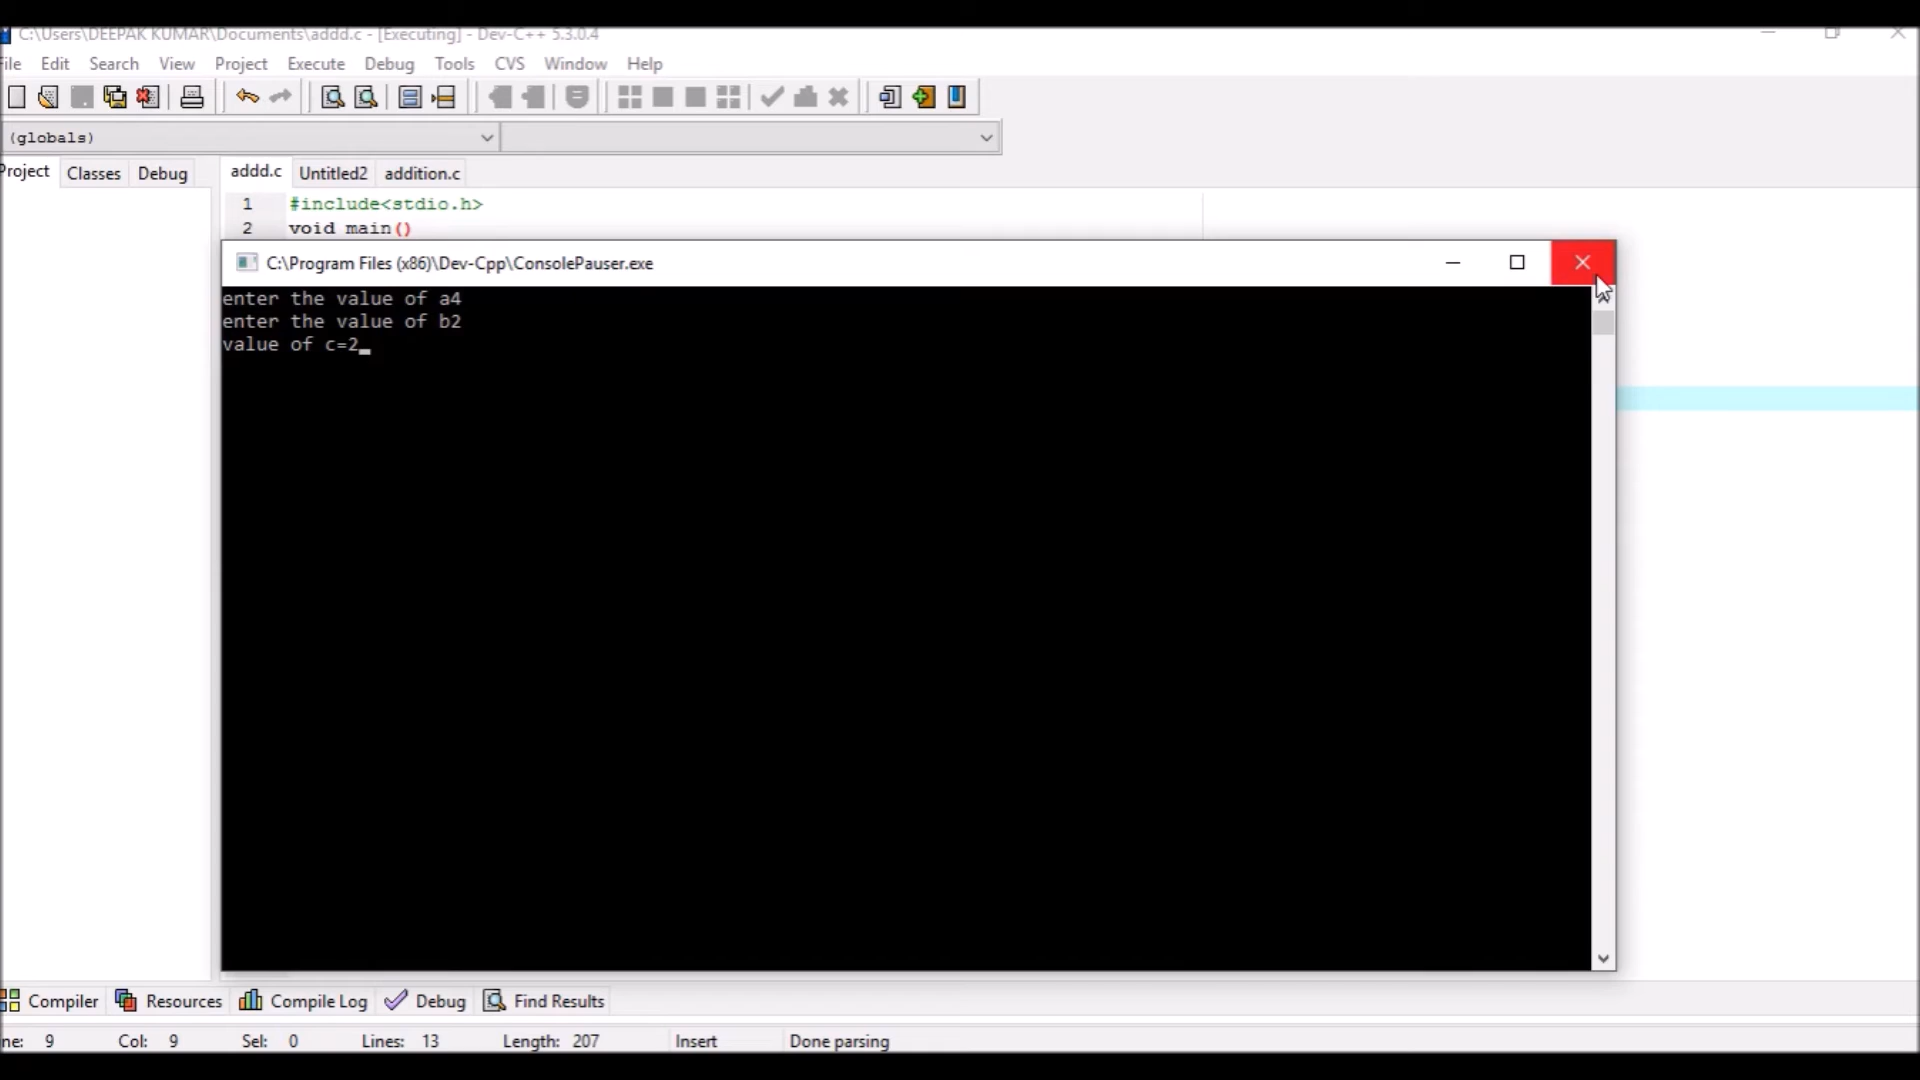 C:\Users\DEEPAK KUMAR\Documents\addd.c - [Executing] - Dev-C++ 5.3.0.4
File Edit Search View Project Execute Debug Tools CVS Window Help
(globals)
Project Classes Debug addd.c Untitled2 addition.c
1 #include<stdio.h>
2 void main()
C:\Program Files (x86)\Dev-Cpp\ConsolePauser.exe
enter the value of a4
enter the value of b2
value of c=2
Compiler Resources Compile Log Debug Find Results
ne: 9 Col: 9 Sel: 0 Lines: 13 Length: 207 Insert Done parsing